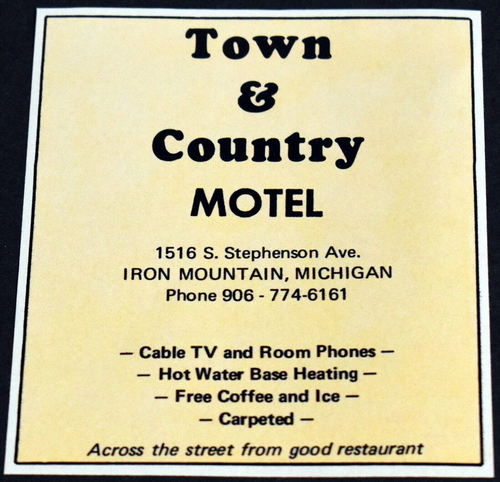 Town
&
Country
MOTEL
1516 S. Stephenson Ave.
IRON MOUNTAIN, MICHIGAN
Phone 906 - 774-6161
— Cable TV and Room Phones —
— Hot Water Base Heating —
— Free Coffee and Ice —
— Carpeted —
Across the street from good restaurant